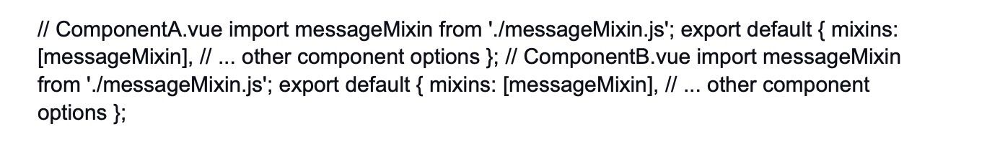 // ComponentA.vue import messageMixin from './messageMixin.js'; export default { mixins:
[messageMixin], // ... other component options }; // ComponentB.vue import messageMixin
from './messageMixin.js'; export default { mixins: [messageMixin], // ... other component
options };